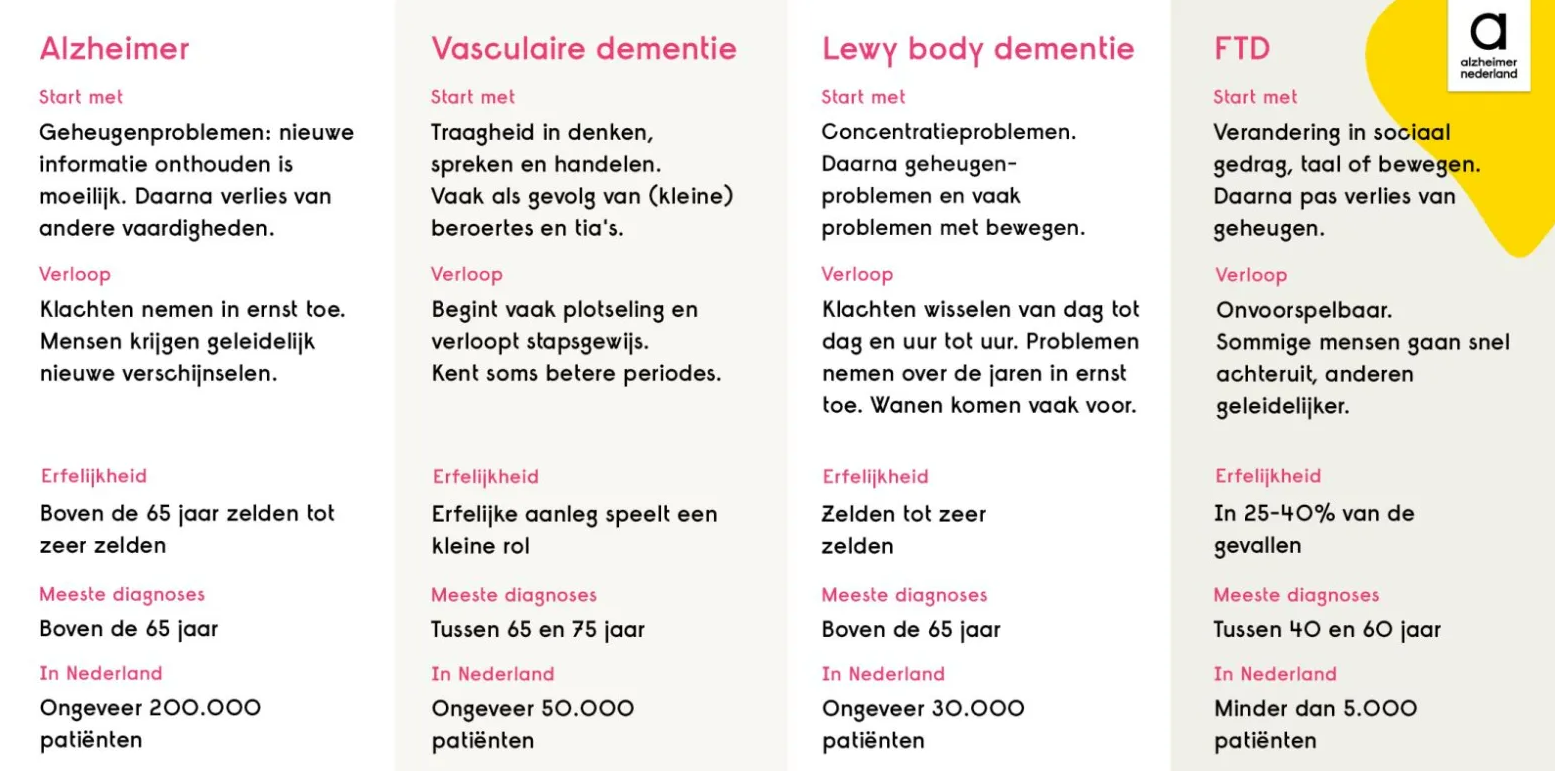 Alzheimer
Start met
Geheugenproblemen: nieuwe
informatie onthouden is
moeilijk. Daarna verlies van
andere vaardigheden.
Verloop
Klachten nemen in ernst toe.
Mensen krijgen geleidelijk
nieuwe verschijnselen.
Erfelijkheid
Boven de 65 jaar zelden tot
zeer zelden
Meeste diagnoses
Boven de 65 jaar
In Nederland
Ongeveer 200.000
patiënten
Vasculaire dementie
Start met
Traagheid in denken,
spreken en handelen.
Vaak als gevolg van (kleine)
beroertes en tia's.
Verloop
Begint vaak plotseling en
verloopt stapsgewijs.
Kent soms betere periodes.
Erfelijkheid
Erfelijke aanleg speelt een
kleine rol
Meeste diagnoses
Tussen 65 en 75 jaar
In Nederland
Ongeveer 50.000
patiënten
Lewy body dementie
Start met
Concentratieproblemen.
Daarna geheugen-
problemen en vaak
problemen met bewegen.
Verloop
Klachten wisselen van dag tot
dag en uur tot uur. Problemen
nemen over de jaren in ernst
toe. Wanen komen vaak voor.
Erfelijkheid
Zelden tot zeer
zelden
Meeste diagnoses
Boven de 65 jaar
In Nederland
Ongeveer 30.000
patiënten
FTD
Start met
Verandering in sociaal
gedrag, taal of bewegen.
Daarna pas verlies van
geheugen.
Verloop
Onvoorspelbaar.
Sommige mensen gaan snel
achteruit, anderen
geleidelijker.
Erfelijkheid
In 25-40% van de
gevallen
Meeste diagnoses
Tussen 40 en 60 jaar
In Nederland
Minder dan 5.000
patiënten
a
alzheimer
nederland